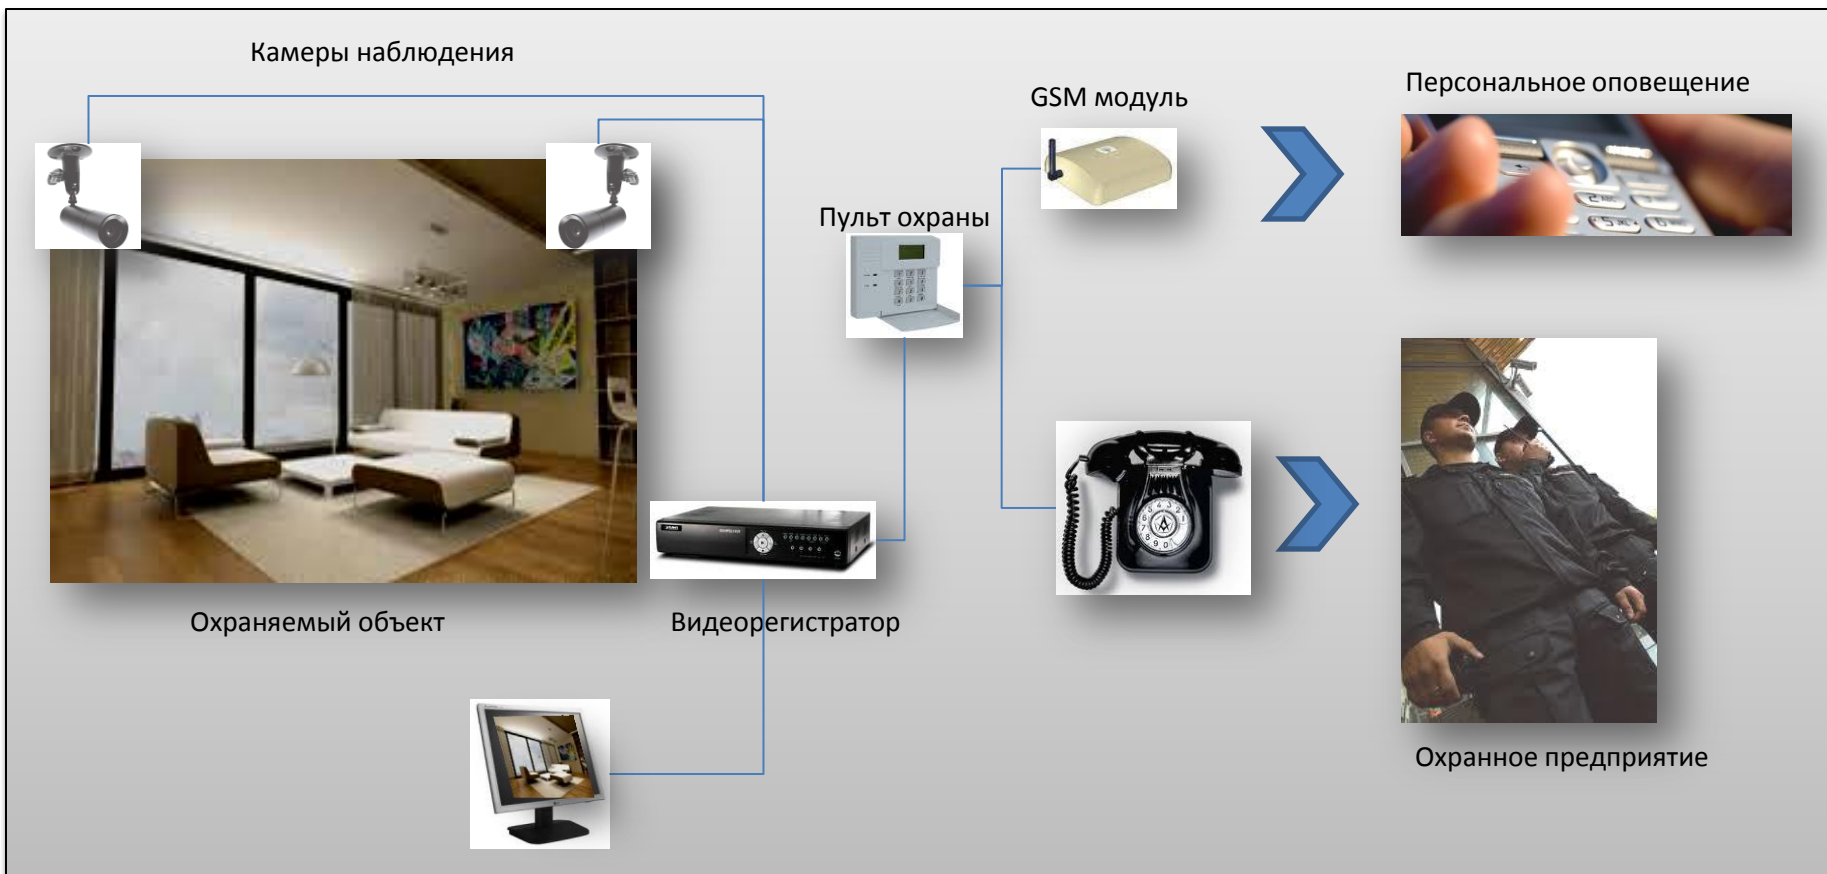 Камеры наблюдения
GSM модуль
Персональное оповещение
Пульт охраны
Охраняемый объект
Видеорегистратор
Охранное предприятие